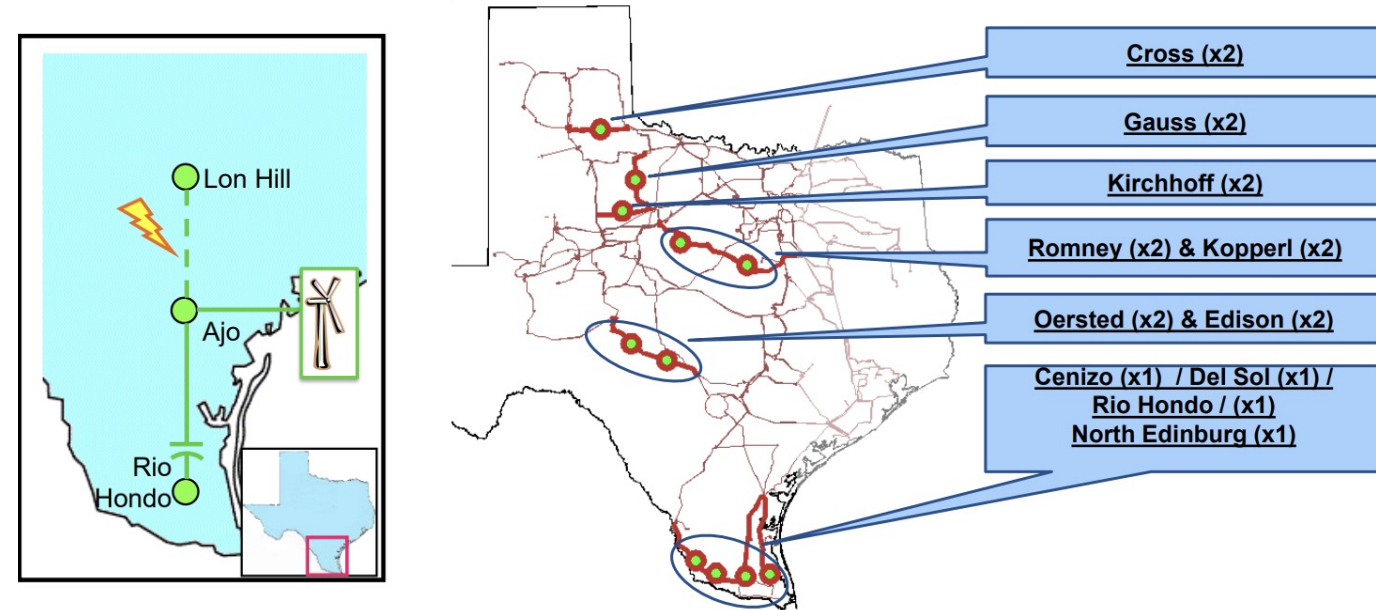 Lon Hill
Ajo
Rio
Hondo
Cross (x2)
Gauss (x2)
Kirchhoff (x2)
Romney (x2) & Kopperl (x2)
Oersted (x2) & Edison (x2)
Cenizo (x1) / Del Sol (x1) /
Rio Hondo / (x1)
North Edinburg (x1)